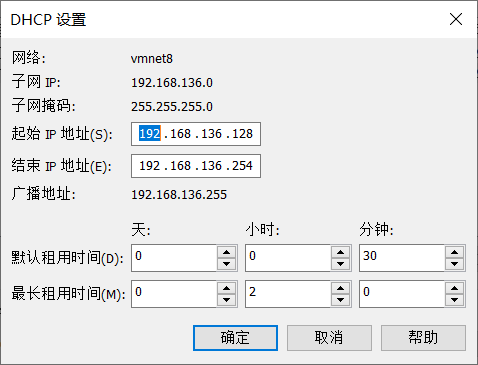 DHCP 设置
网络: vmnet8
子网 IP: 192.168.136.0
子网掩码: 255.255.255.0
起始 IP 地址(S): 192 . 168 . 136 . 128
结束 IP 地址(E): 192 . 168 . 136 . 254
广播地址: 192.168.136.255
天: 小时: 分钟:
默认租用时间(D): 0 0 30
最长租用时间(M): 0 2 0
确定 取消 帮助